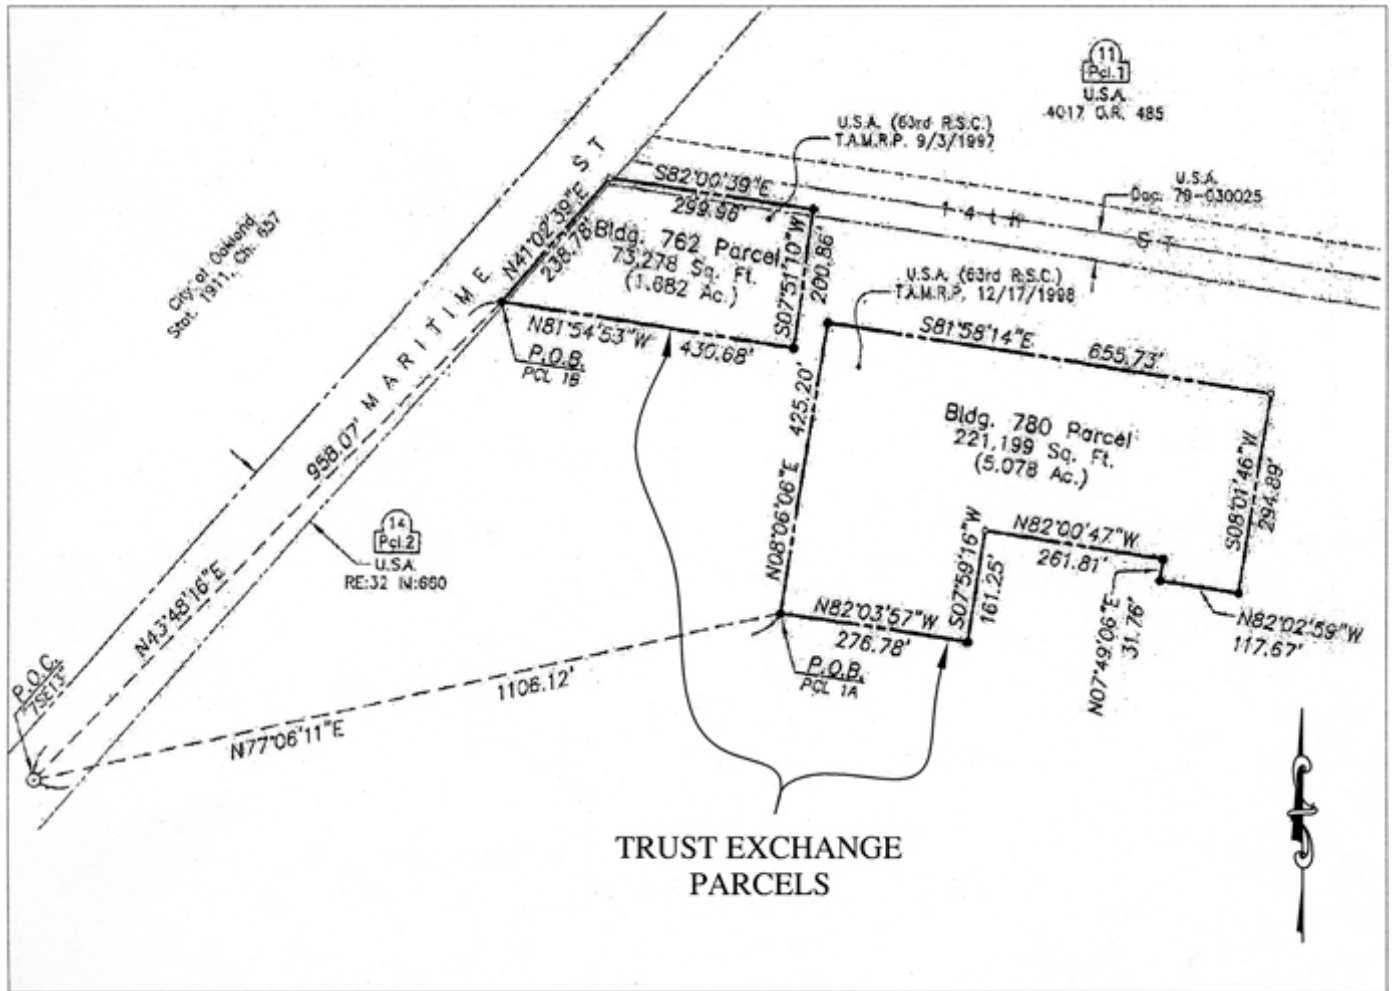 11
Pcl.1
U.S.A.
4017 O.R. 485
U.S.A. (63rd R.S.C.)
T.A.M.R.P. 9/3/1997
U.S.A.
Doc. 79-030025
14th ST
S82°00'39"E
299.96'
N41°02'39"E
238.78'
Bldg. 762 Parcel
73,278 Sq. Ft.
(1.682 Ac.)
S07°51'10"W
200.86'
City of Oakland
Stat. 1911, Ch. 657
MARITIME ST
N81°54'53"W
430.68'
P.O.B.
PCL 1B
U.S.A. (63rd R.S.C.)
T.A.M.R.P. 12/17/1998
S81°58'14"E
655.73'
N08°06'06"E
425.20'
Bldg. 780 Parcel
221,199 Sq. Ft.
(5.078 Ac.)
S08°01'46"W
294.89'
958.07'
N43°48'16"E
14
Pcl.2
U.S.A.
RE:32 IM:660
N82°00'47"W
261.81'
S07°59'16"W
161.25'
N07°49'06"E
31.76'
N82°02'59"W
117.67'
N82°03'57"W
276.78'
P.O.B.
PCL 1A
P.O.C.
"7SE13"
N77°06'11"E
1106.12'
TRUST EXCHANGE
PARCELS